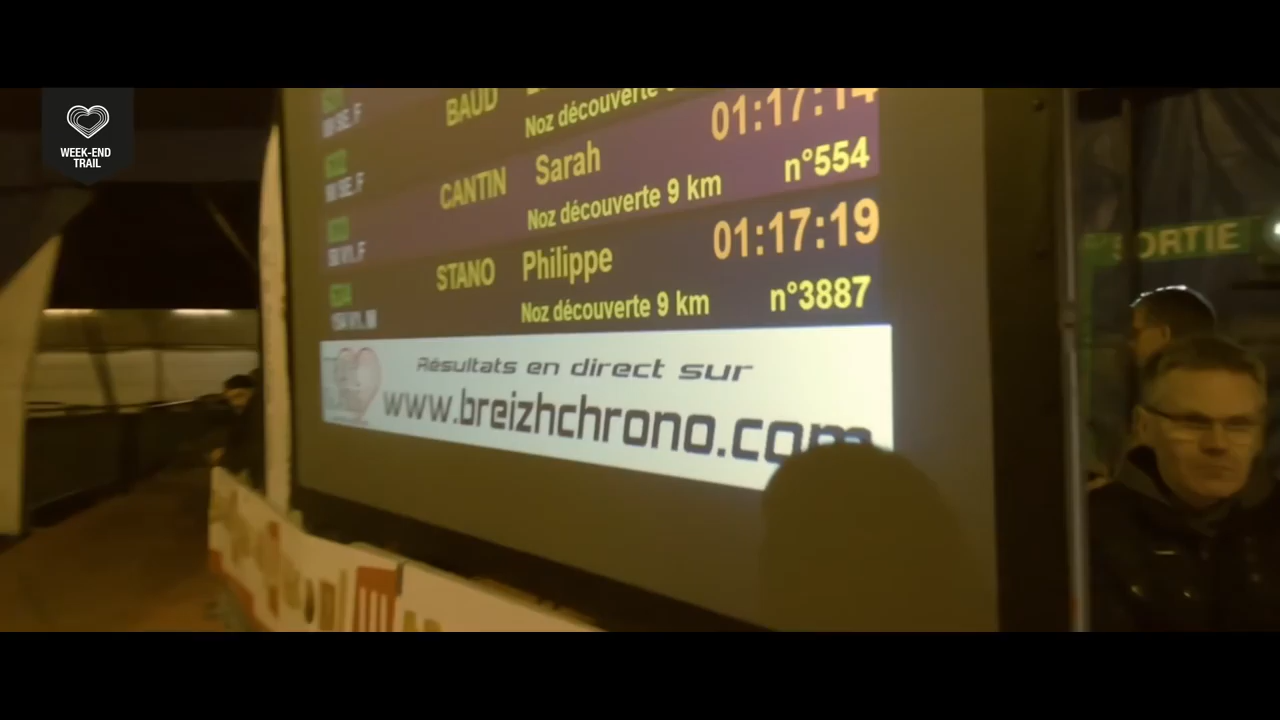 WEEK-END
TRAIL
BAUD
Noz découverte
01:17:14
CANTIN Sarah
Noz découverte 9 km n°554
STANO Philippe 01:17:19
Noz découverte 9 km n°3887
Résultats en direct sur
www.breizhchrono.com
SORTIE